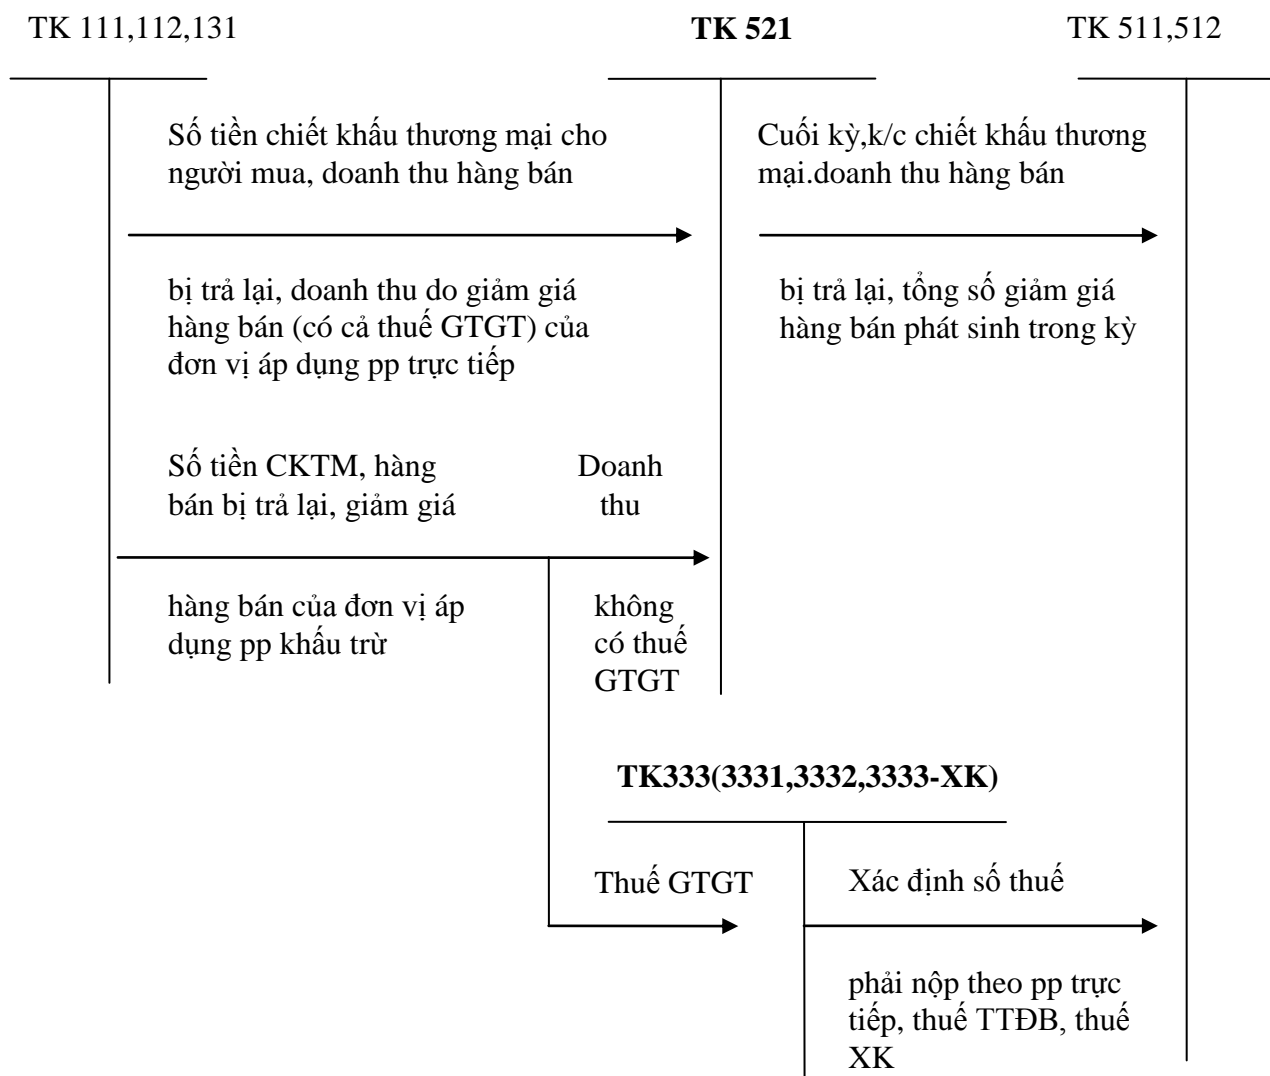 TK 111,112,131
TK 521
TK 511,512
Số tiền chiết khấu thương mại cho
người mua, doanh thu hàng bán
Cuối kỳ,k/c chiết khấu thương
mại.doanh thu hàng bán
bị trả lại, doanh thu do giảm giá
hàng bán (có cả thuế GTGT) của
đơn vị áp dụng pp trực tiếp
bị trả lại, tổng số giảm giá
hàng bán phát sinh trong kỳ
Số tiền CKTM, hàng
bán bị trả lại, giảm giá
Doanh
thu
hàng bán của đơn vị áp
dụng pp khấu trừ
không
có thuế
GTGT
TK333(3331,3332,3333-XK)
Thuế GTGT
Xác định số thuế
phải nộp theo pp trực
tiếp, thuế TTĐB, thuế
XK